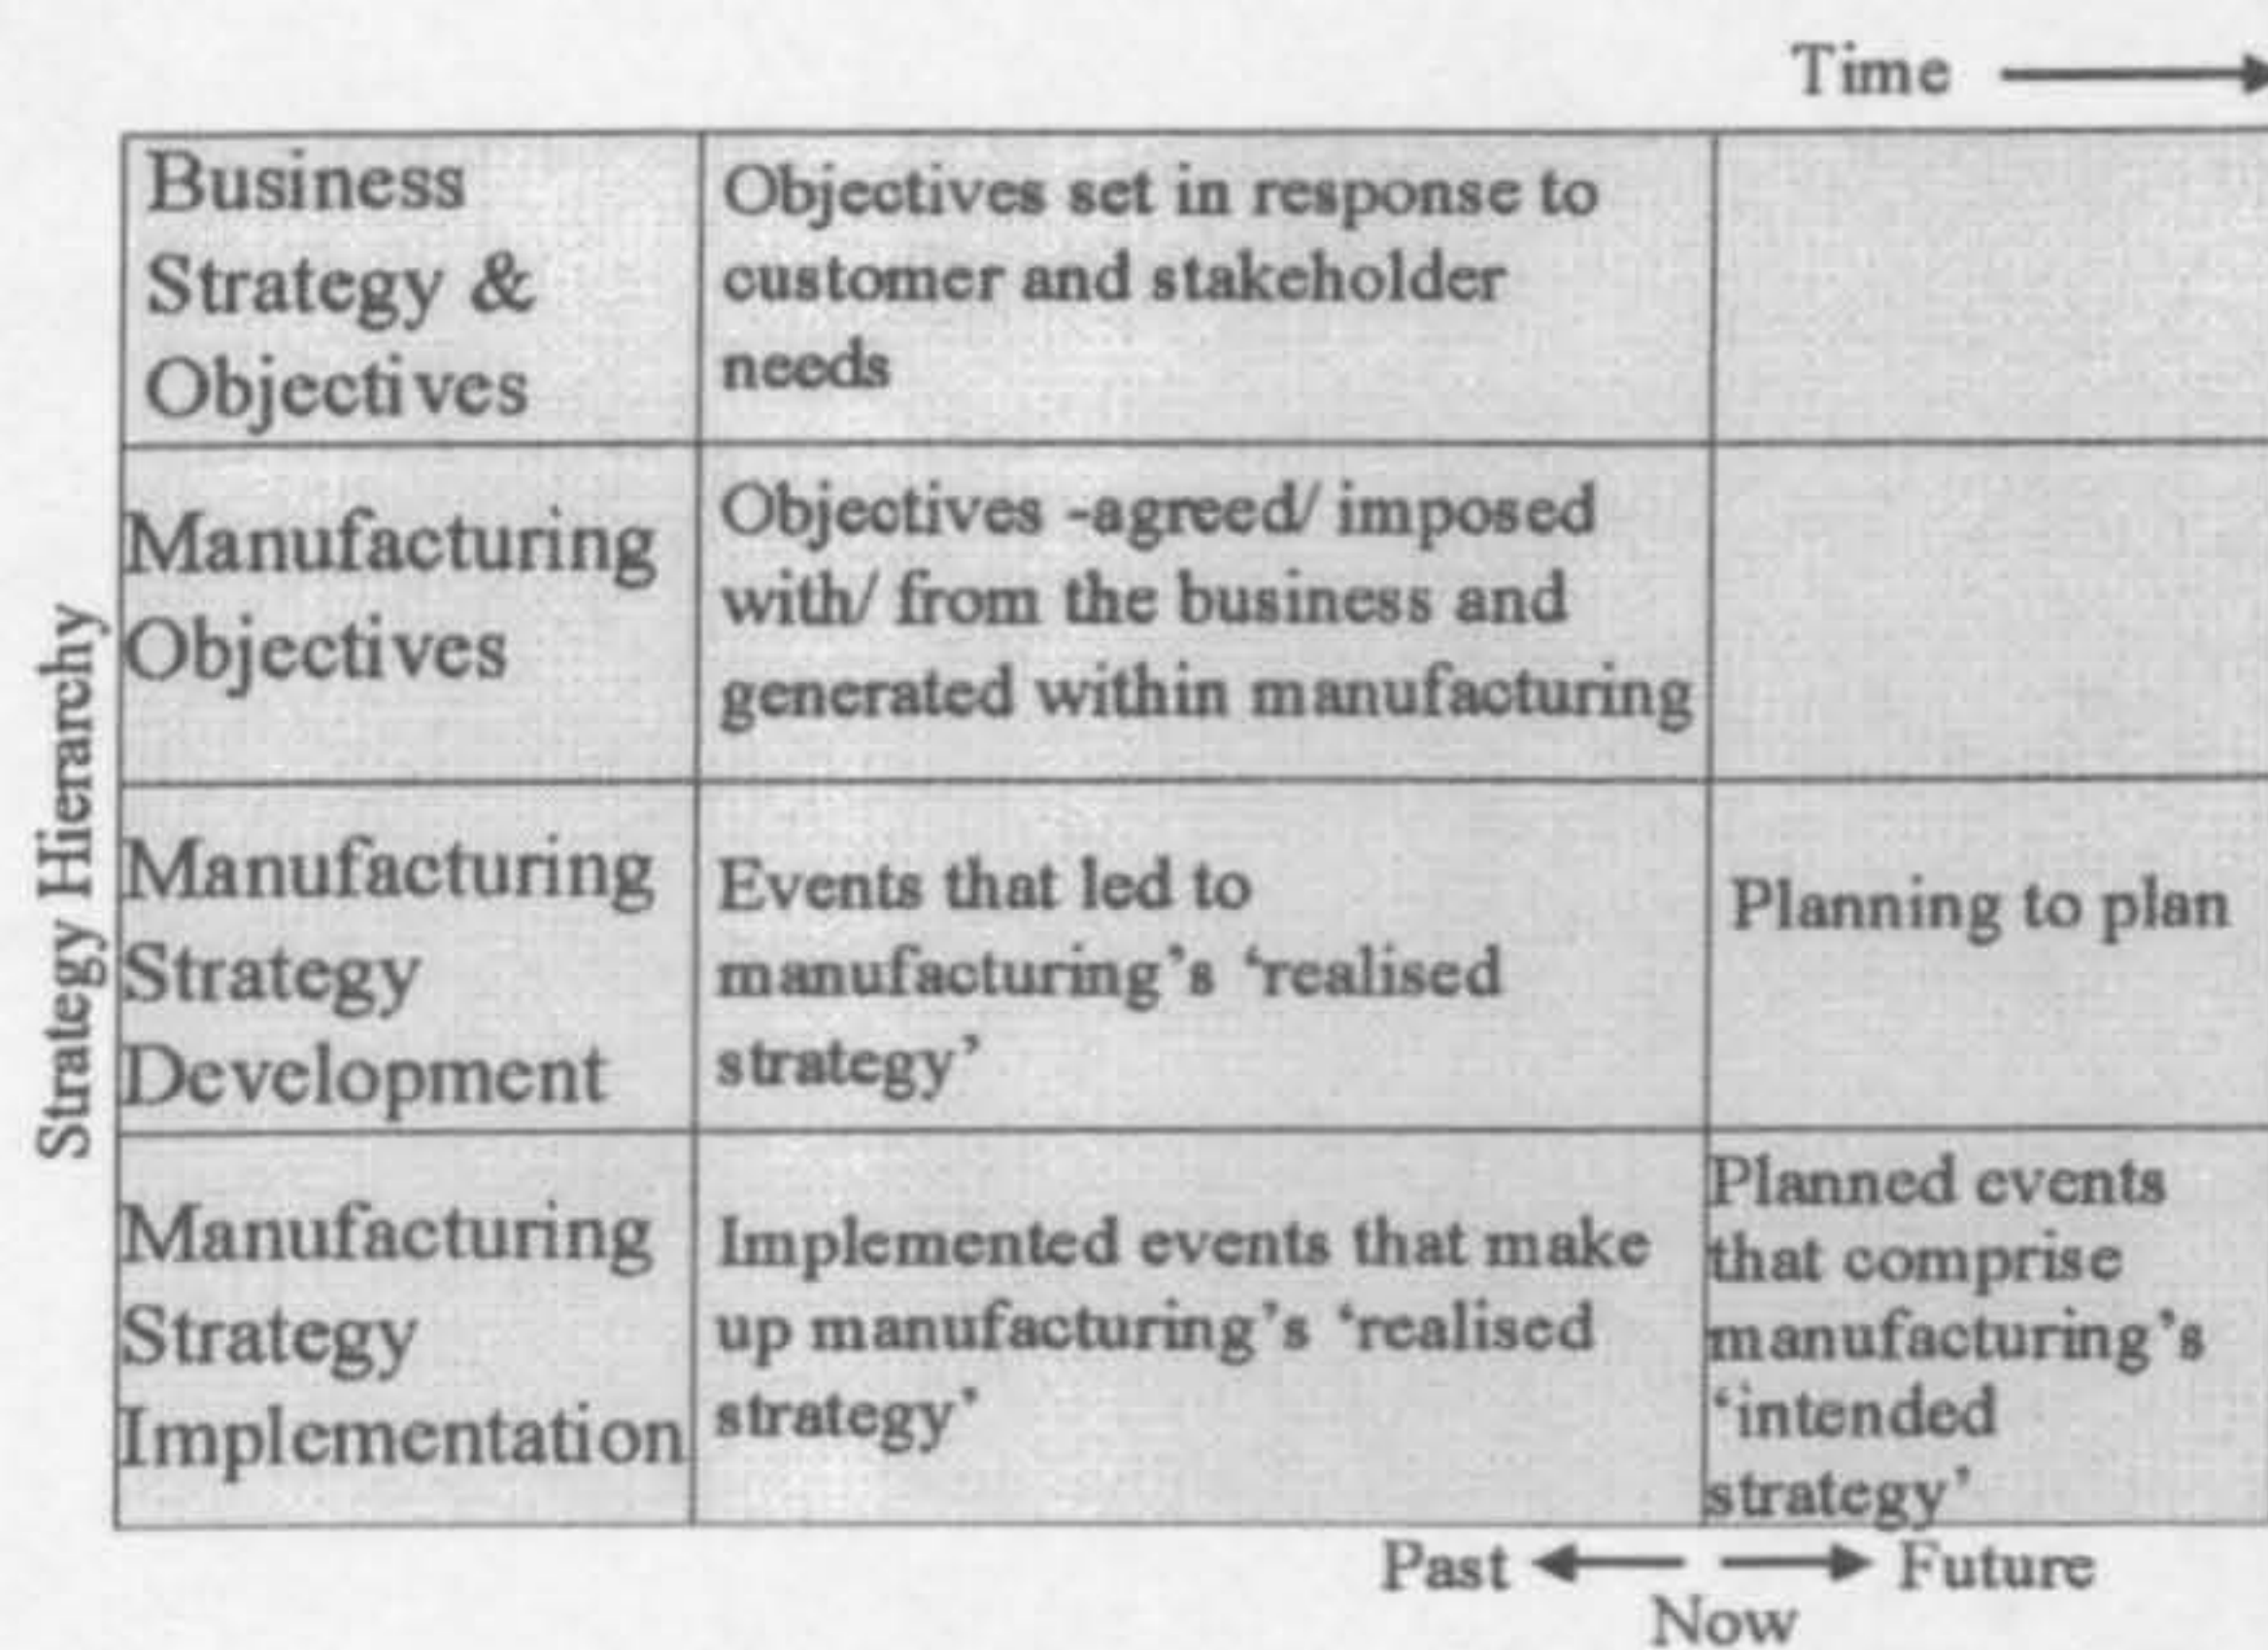 Time
Business
Strategy &
Objectives
Objectives set in response to
customer and stakeholder
needs
Manufacturing
Objectives
Objectives -agreed/ imposed
with/ from the business and
generated within manufacturing
Strategy Hierarchy
Manufacturing
Strategy
Development
Events that led to
manufacturing's 'realised
strategy'
Planning to plan
Manufacturing
Strategy
Implementation
Implemented events that make
up manufacturing's 'realised
strategy'
Planned events
that comprise
manufacturing's
'intended
strategy'
Past
Future
Now